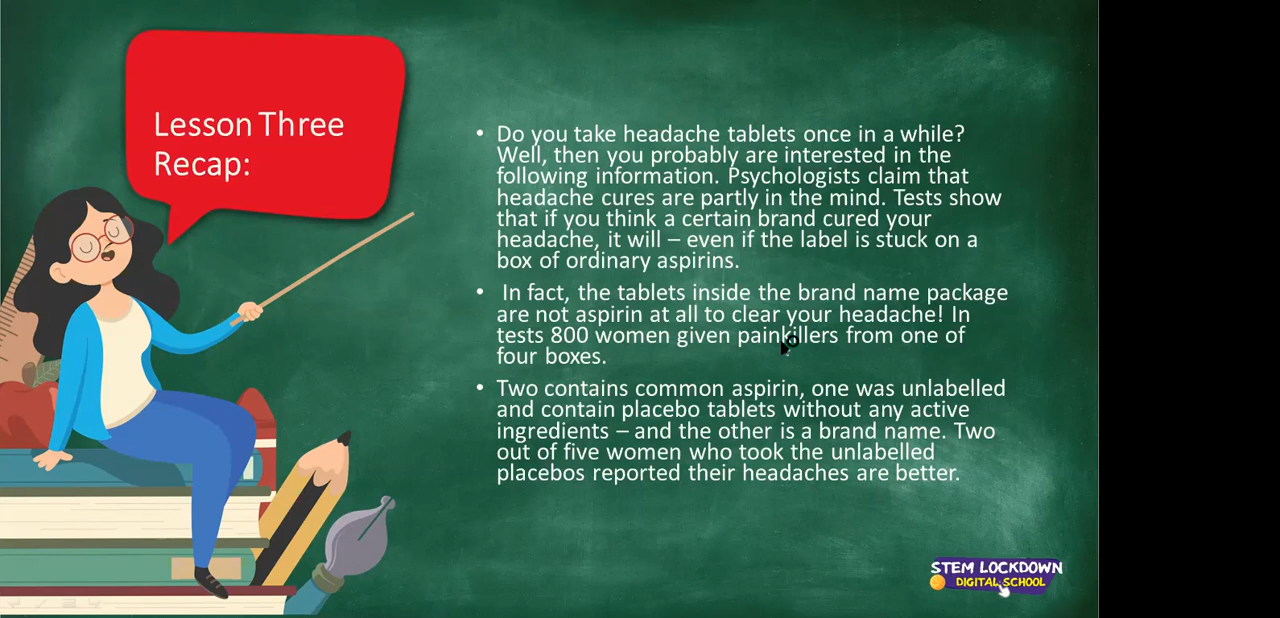 Lesson Three
Recap:
• Do you take headache tablets once in a while?
Well, then you probably are interested in the
following information. Psychologists claim that
headache cures are partly in the mind. Tests show
that if you think a certain brand cured your
headache, it will – even if the label is stuck on a
box of ordinary aspirins.
• In fact, the tablets inside the brand name package
are not aspirin at all to clear your headache! In
tests 800 women given painkillers from one of
four boxes.
• Two contains common aspirin, one was unlabelled
and contain placebo tablets without any active
ingredients – and the other is a brand name. Two
out of five women who took the unlabelled
placebos reported their headaches are better.
STEM LOCKDOWN
DIGITAL SCHOOL